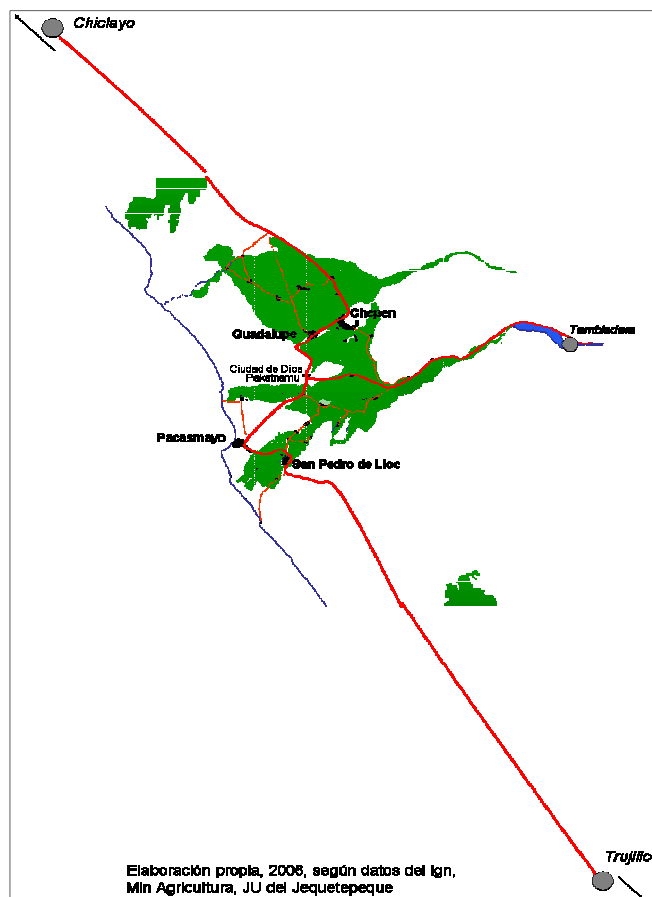 Chiclayo
Chepen
Guadalupe
Tembladera
Ciudad de Dios
Pakatnamu
Pacasmayo
San Pedro de Lloc
Trujillo
Elaboración propia, 2006, según datos del Ign,
Min Agricultura, JU del Jequetepeque